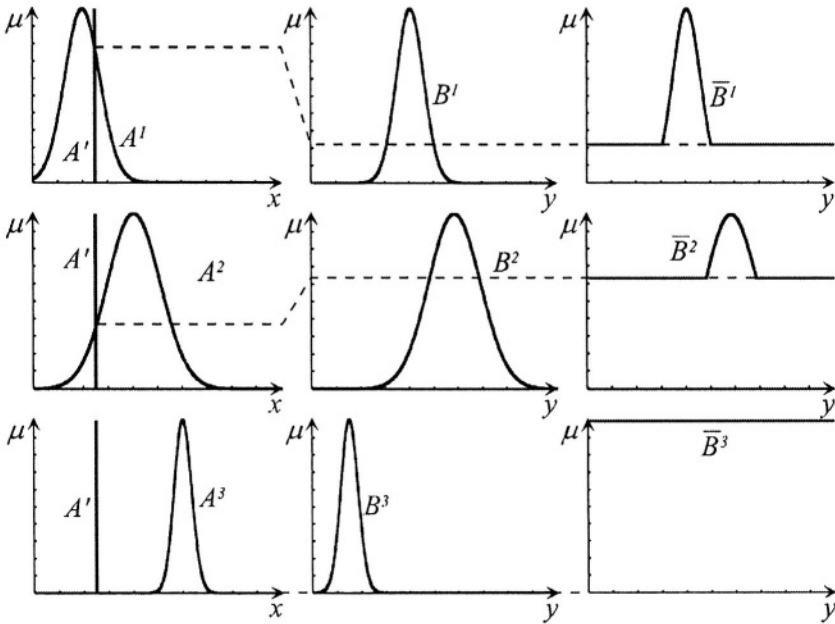 μ μ μ
B¹ B̄¹
A' A¹
x y y
μ μ μ
A' A² B² B̄²
x y y
μ μ μ
B̄³
A' A³ B³
x y y